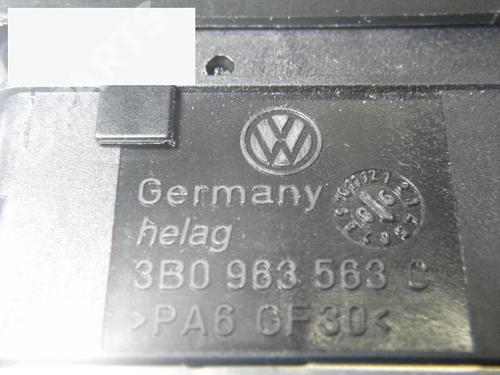 Germany
helag
3B0 963 563 C
>PA6 GF30<